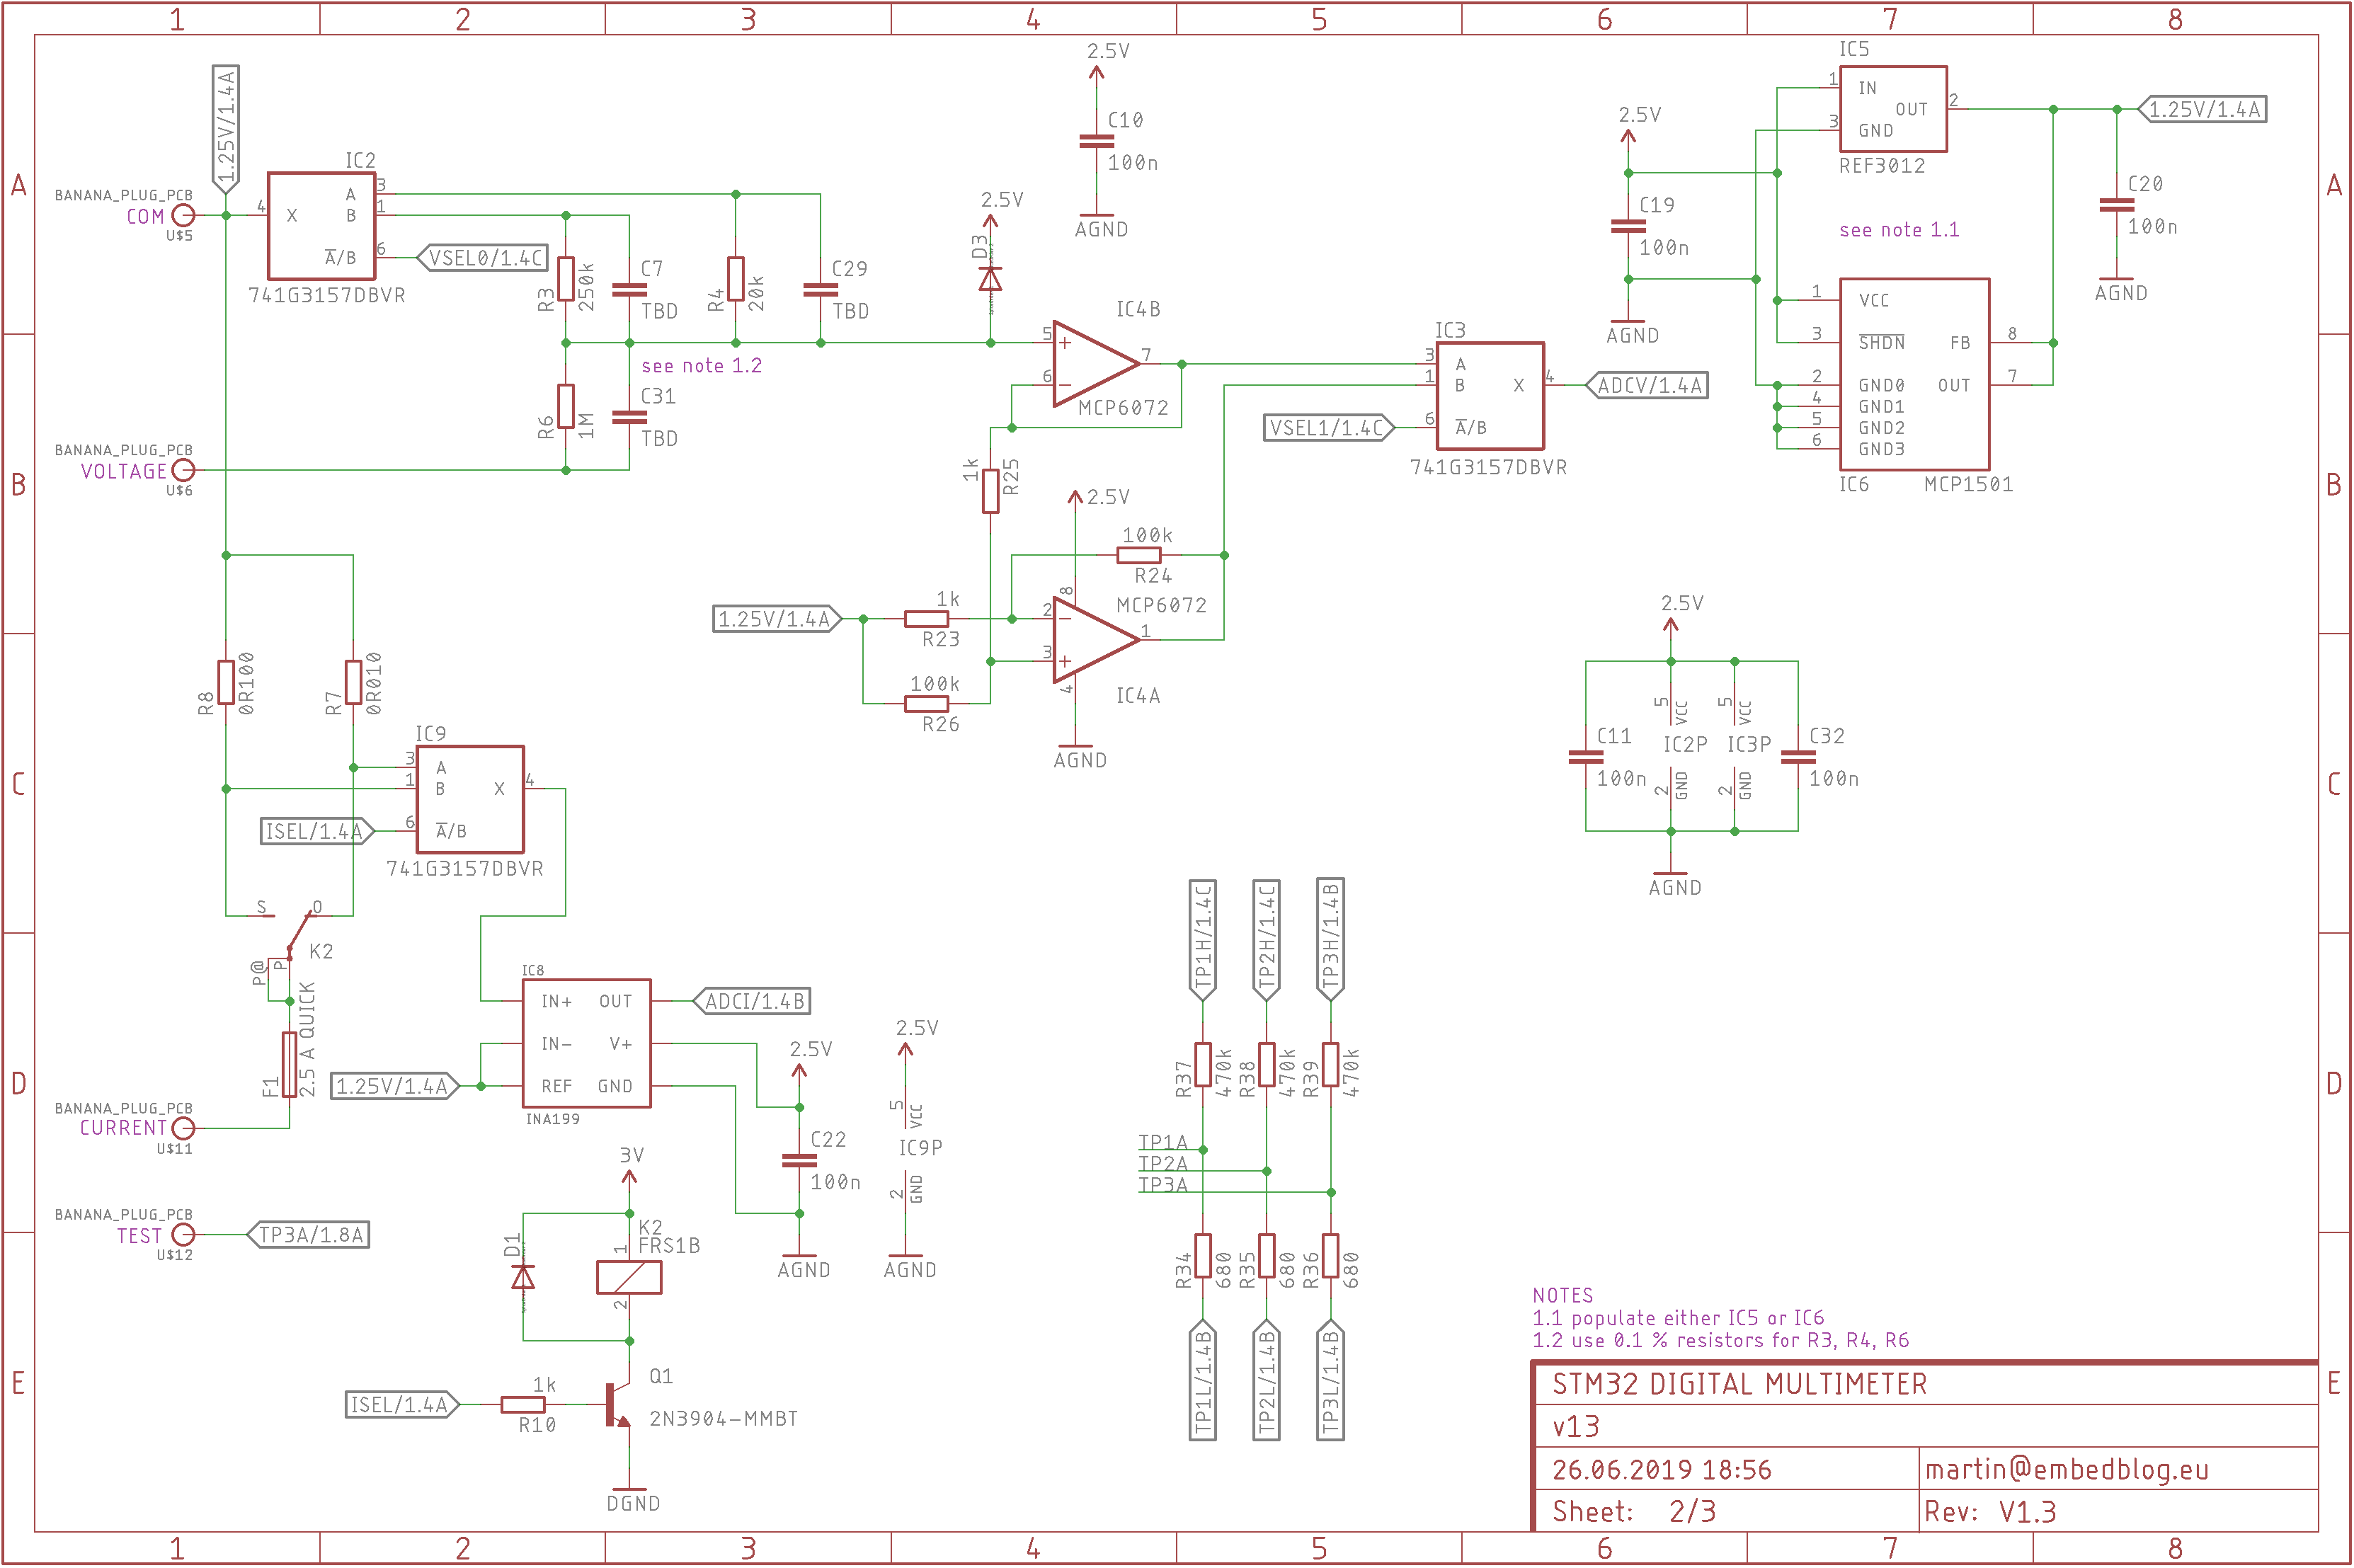 1 2 3 4 5 6 7 8
A
B
C
D
E
1.25V/1.4A
BANANA_PLUG_PCB
COM
U$5
IC2
4 X
A 3
B 1
A/B 6
741G3157DBVR
VSEL0/1.4C
R3
250k
C7
TBD
R4
20k
C29
TBD
see note 1.2
R6
1M
C31
TBD
BANANA_PLUG_PCB
VOLTAGE
U$6
2.5V
C10
100n
AGND
2.5V
D3
IC4B
5 +
6 -
7
MCP6072
1k
R25
2.5V
100k
R24
1.25V/1.4A
1k
R23
100k
R26
8
MCP6072
2 -
3 +
1
4
IC4A
AGND
IC3
3 A
1 B
X 4
6 A/B
741G3157DBVR
VSEL1/1.4C
ADCV/1.4A
2.5V
C19
100n
AGND
IC5
1 IN
OUT 2
3 GND
REF3012
1.25V/1.4A
C20
100n
AGND
see note 1.1
1 VCC
3 SHDN
FB 8
2 GND0
OUT 7
4 GND1
5 GND2
6 GND3
IC6
MCP1501
R8
0R100
R7
0R010
IC9
3 A
1 B
X 4
6 A/B
741G3157DBVR
ISEL/1.4A
S
O
K2
P@
P
F1
2.5 A QUICK
BANANA_PLUG_PCB
CURRENT
U$11
BANANA_PLUG_PCB
TEST
U$12
TP3A/1.8A
IC8
IN+ OUT
IN- V+
REF GND
INA199
ADCI/1.4B
1.25V/1.4A
2.5V
C22
100n
AGND
2.5V
5
VCC
IC9P
2
GND
AGND
3V
D1
K2
FRS1B
1
2
ISEL/1.4A
1k
R10
Q1
2N3904-MMBT
DGND
TP1H/1.4C
TP2H/1.4C
TP3H/1.4B
R37
470k
R38
470k
R39
470k
TP1A
TP2A
TP3A
R34
680
R35
680
R36
680
TP1L/1.4B
TP2L/1.4B
TP3L/1.4B
2.5V
C11
100n
5
VCC
IC2P
2
GND
5
VCC
IC3P
2
GND
C32
100n
AGND
NOTES
1.1 populate either IC5 or IC6
1.2 use 0.1 % resistors for R3, R4, R6
STM32 DIGITAL MULTIMETER
v13
26.06.2019 18:56
martin@embedblog.eu
Sheet: 2/3
Rev: V1.3
A
B
C
D
E
1 2 3 4 5 6 7 8